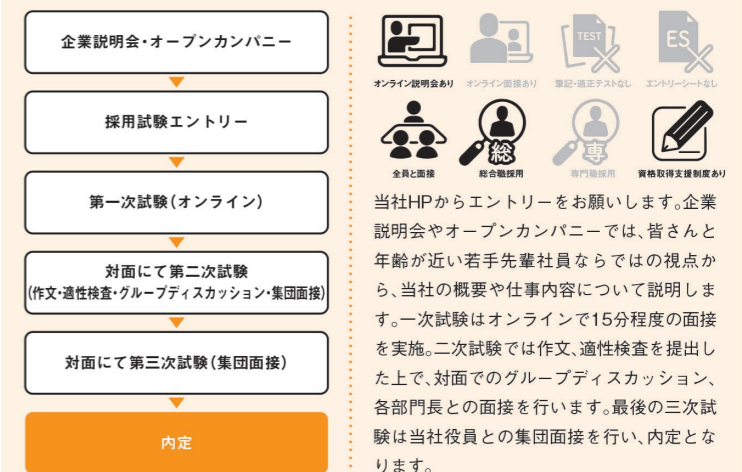 企業説明会・オープンカンパニー
採用試験エントリー
第一次試験(オンライン)
対面にて第二次試験
(作文・適性検査・グループディスカッション・集団面接)
対面にて第三次試験(集団面接)
内定
オンライン説明会あり
オンライン面接あり
TEST
筆記・適正テストなし
ES
エントリーシートなし
全員と面接
総
総合職採用
専
専門職採用
資格取得支援制度あり
当社HPからエントリーをお願いします。企業
説明会やオープンカンパニーでは、皆さんと
年齢が近い若手先輩社員ならではの視点か
ら、当社の概要や仕事内容について説明しま
す。一次試験はオンラインで15分程度の面接
を実施。二次試験では作文、適性検査を提出し
た上で、対面でのグループディスカッション、
各部門長との面接を行います。最後の三次試
験は当社役員との集団面接を行い、内定とな
ります。